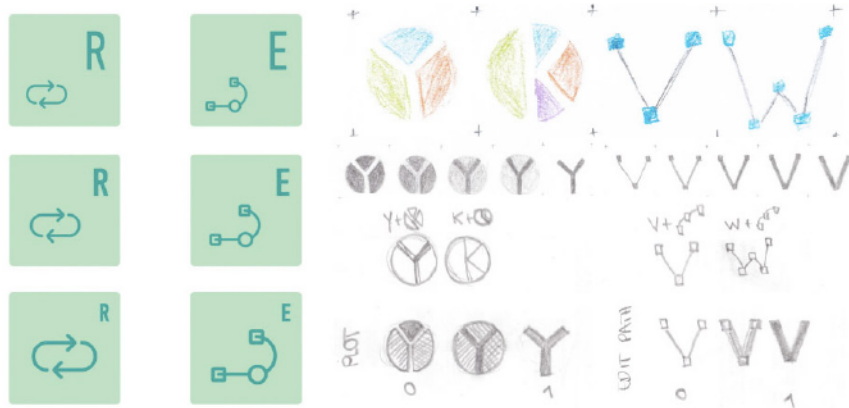 R
E
R
E
R
E
V
W
Y Y Y Y Y
V V V V V
Y+
K+
Y
K
V+
W+
V
W
PLOT
Y Y Y
0
1
EDIT PATH
V V V
0
1